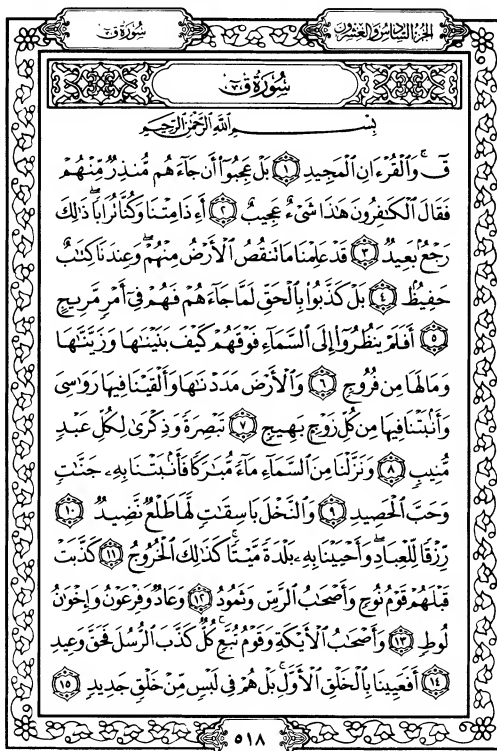 الجزء السادس والعشرون
سورة ق
سورة ق
بسم الله الرحمن الرحيم
قٓ ۚ وَالْقُرْءَانِ الْمَجِيدِ ١ بَلْ عَجِبُوٓا۟ أَن جَآءَهُم مُّنذِرٌ مِّنْهُمْ
فَقَالَ الْكَٰفِرُونَ هَٰذَا شَىْءٌ عَجِيبٌ ٢ أَءِذَا مِتْنَا وَكُنَّا تُرَابًا ۖ ذَٰلِكَ
رَجْعٌۢ بَعِيدٌ ٣ قَدْ عَلِمْنَا مَا تَنقُصُ الْأَرْضُ مِنْهُمْ ۖ وَعِندَنَا كِتَٰبٌ
حَفِيظٌۢ ٤ بَلْ كَذَّبُوا۟ بِالْحَقِّ لَمَّا جَآءَهُمْ فَهُمْ فِىٓ أَمْرٍ مَّرِيجٍ
٥ أَفَلَمْ يَنظُرُوٓا۟ إِلَى السَّمَآءِ فَوْقَهُمْ كَيْفَ بَنَيْنَٰهَا وَزَيَّنَّٰهَا
وَمَا لَهَا مِن فُرُوجٍ ٦ وَالْأَرْضَ مَدَدْنَٰهَا وَأَلْقَيْنَا فِيهَا رَوَٰسِىَ
وَأَنۢبَتْنَا فِيهَا مِن كُلِّ زَوْجٍۭ بَهِيجٍ ٧ تَبْصِرَةً وَذِكْرَىٰ لِكُلِّ عَبْدٍ
مُّنِيبٍ ٨ وَنَزَّلْنَا مِنَ السَّمَآءِ مَآءً مُّبَٰرَكًا فَأَنۢبَتْنَا بِهِۦ جَنَّٰتٍ
وَحَبَّ الْحَصِيدِ ٩ وَالنَّخْلَ بَاسِقَٰتٍ لَّهَا طَلْعٌ نَّضِيدٌ ١٠
رِّزْقًا لِّلْعِبَادِ ۖ وَأَحْيَيْنَا بِهِۦ بَلْدَةً مَّيْتًا ۚ كَذَٰلِكَ الْخُرُوجُ ١١ كَذَّبَتْ
قَبْلَهُمْ قَوْمُ نُوحٍ وَأَصْحَٰبُ الرَّسِّ وَثَمُودُ ١٢ وَعَادٌ وَفِرْعَوْنُ وَإِخْوَٰنُ
لُوطٍ ١٣ وَأَصْحَٰبُ الْأَيْكَةِ وَقَوْمُ تُبَّعٍ ۚ كُلٌّ كَذَّبَ الرُّسُلَ فَحَقَّ وَعِيدِ
١٤ أَفَعَيِينَا بِالْخَلْقِ الْأَوَّلِ ۚ بَلْ هُمْ فِى لَبْسٍ مِّنْ خَلْقٍ جَدِيدٍ ١٥
٥١٨